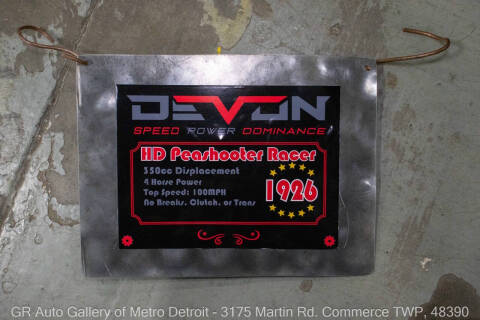 DEVON
SPEED POWER DOMINANCE
HD Peashooter Racer
350cc Displacement
4 Horse Power
Top Speed: 100MPH
No Breaks, Clutch, or Trans
1926
GR Auto Gallery of Metro Detroit - 3175 Martin Rd. Commerce TWP, 48390